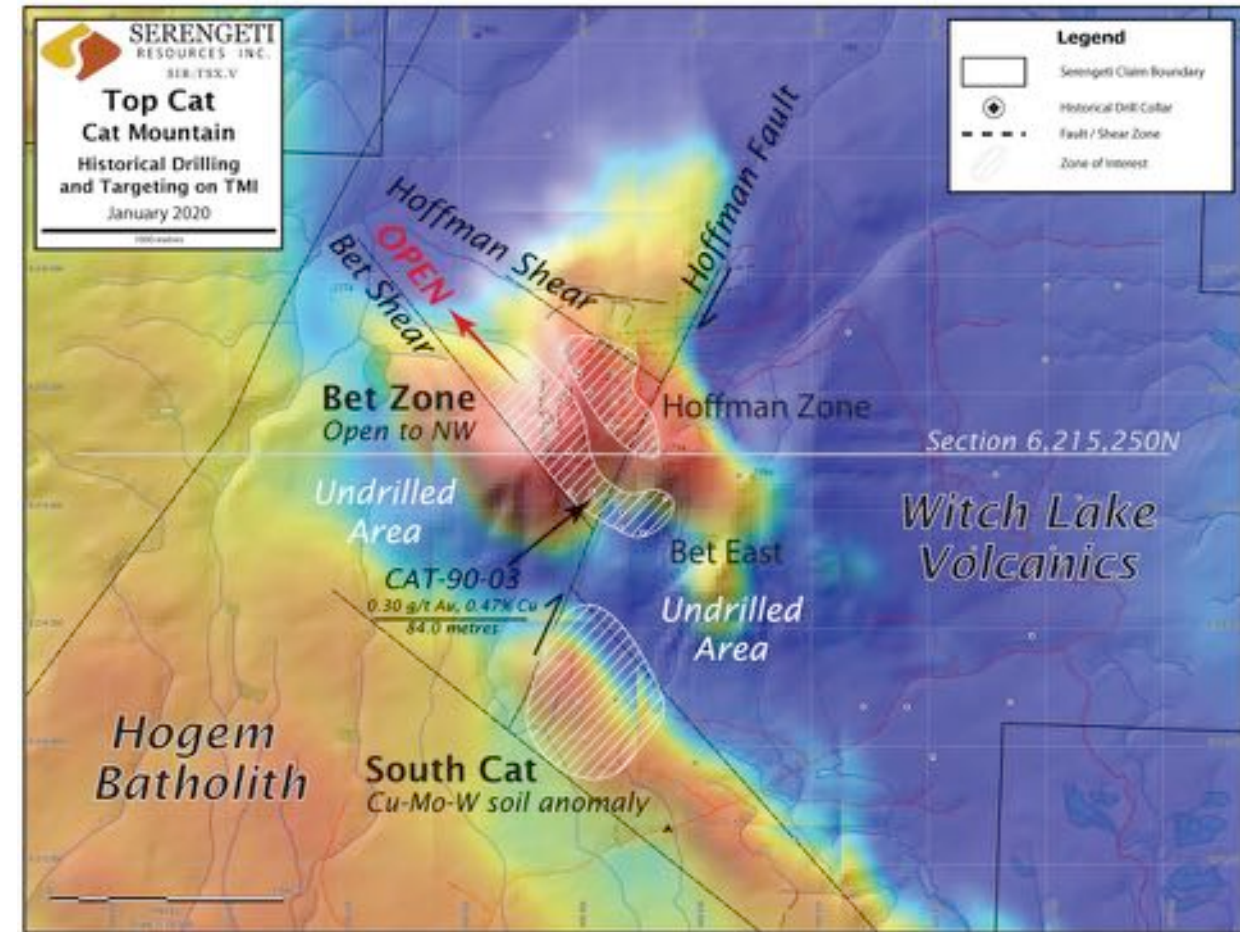 SERENGETI
RESOURCES INC.
SIR:TSX.V
Top Cat
Cat Mountain
Historical Drilling
and Targeting on TMI
January 2020
Legend
Serengeti Claim Boundary
Historical Drill Collar
Fault / Shear Zone
Zone of Interest
Hoffman Fault
Hoffman Shear
OPEN
Bet Shear
Bet Zone
Open to NW
Hoffman Zone
Section 6,215,250N
Undrilled
Area
Witch Lake
Volcanics
Bet East
CAT-90-03
0.30 g/t Au, 0.47% Cu
84.0 metres
Undrilled
Area
Hogem
Batholith
South Cat
Cu-Mo-W soil anomaly